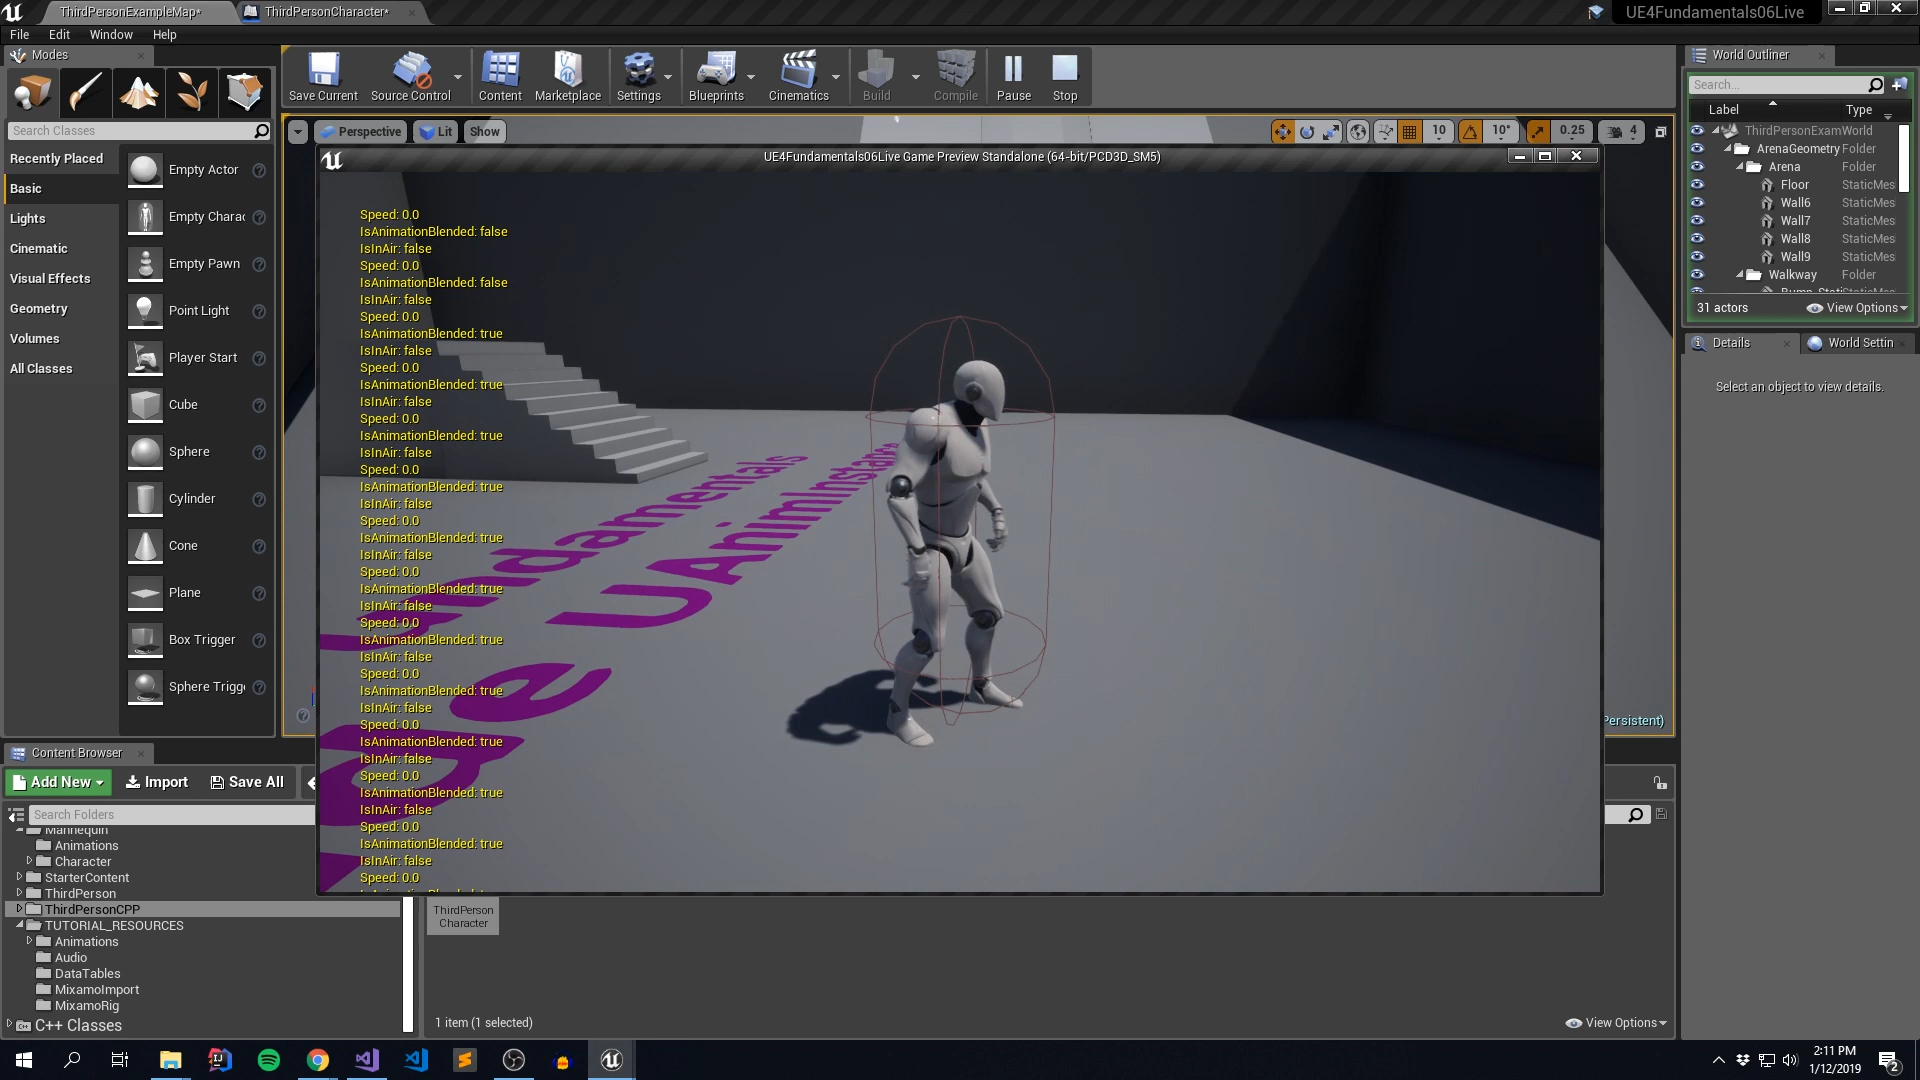 ThirdPersonExampleMap*
ThirdPersonCharacter*
UE4Fundamentals06Live
File Edit Window Help
Modes
Save Current
Source Control
Content
Marketplace
Settings
Blueprints
Cinematics
Build
Compile
Pause
Stop
World Outliner
Search...
Label Type
ThirdPersonExam World
ArenaGeometry Folder
Arena Folder
Floor StaticMes
Wall6 StaticMes
Wall7 StaticMes
Wall8 StaticMes
Wall9 StaticMes
Walkway Folder
31 actors
View Options
Details
World Settin
Select an object to view details.
Search Classes
Recently Placed
Basic
Lights
Cinematic
Visual Effects
Geometry
Volumes
All Classes
Empty Actor
Empty Charac
Empty Pawn
Point Light
Player Start
Cube
Sphere
Cylinder
Cone
Plane
Box Trigger
Sphere Trigge
Perspective Lit Show
10 10° 0.25 4
UE4Fundamentals06Live Game Preview Standalone (64-bit/PCD3D_SM5)
Speed: 0.0
IsAnimationBlended: false
IsInAir: false
Speed: 0.0
IsAnimationBlended: false
IsInAir: false
Speed: 0.0
IsAnimationBlended: true
IsInAir: false
Speed: 0.0
IsAnimationBlended: true
IsInAir: false
Speed: 0.0
IsAnimationBlended: true
IsInAir: false
Speed: 0.0
IsAnimationBlended: true
IsInAir: false
Speed: 0.0
IsAnimationBlended: true
IsInAir: false
Speed: 0.0
IsAnimationBlended: true
IsInAir: false
Speed: 0.0
IsAnimationBlended: true
IsInAir: false
Speed: 0.0
IsAnimationBlended: true
IsInAir: false
Speed: 0.0
IsAnimationBlended: true
IsInAir: false
Speed: 0.0
IsAnimationBlended: true
IsInAir: false
Speed: 0.0
IsAnimationBlended: true
IsInAir: false
Speed: 0.0
ndamentals
UAnimInstance
Persistent)
Content Browser
Add New
Import
Save All
Search Folders
Mannequin
Animations
Character
StarterContent
ThirdPerson
ThirdPersonCPP
TUTORIAL_RESOURCES
Animations
Audio
DataTables
MixamoImport
MixamoRig
C++ Classes
ThirdPerson
Character
1 item (1 selected)
View Options
2:11 PM
1/12/2019
2